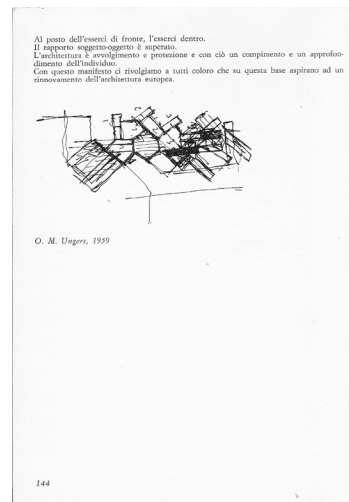 Al posto dell'esserci di fronte, l'esserci dentro.
Il rapporto soggetto-oggetto è superato.
L'architettura è avvolgimento e protezione e con ciò un compimento e un approfon-
dimento dell'individuo.
Con questo manifesto ci rivolgiamo a tutti coloro che su questa base aspirano ad un
rinnovamento dell'architettura europea.
O. M. Ungers, 1959
144